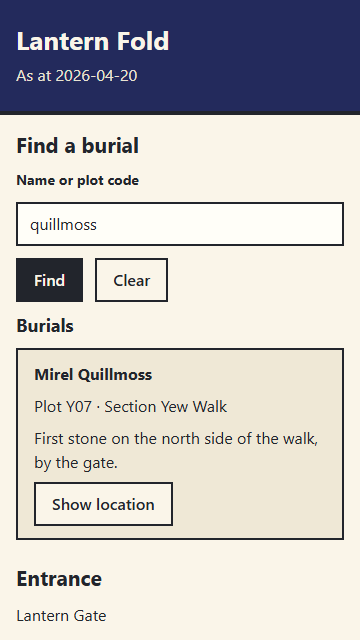 Lantern Fold
As at 2026-04-20
Find a burial
Name or plot code
quillmoss
Find
Clear
Burials
Mirel Quillmoss
Plot Y07 · Section Yew Walk
First stone on the north side of the walk,
by the gate.
Show location
Entrance
Lantern Gate